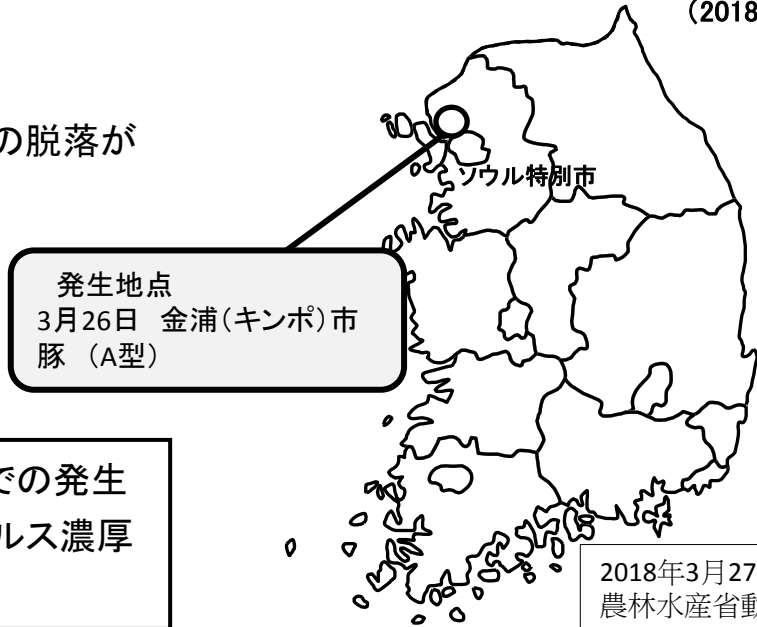 (2018
の脱落が
ソウル特別市
発生地点
3月26日 金浦(キンポ)市
豚 (A型)
での発生
ルス濃厚
2018年3月27
農林水産省動